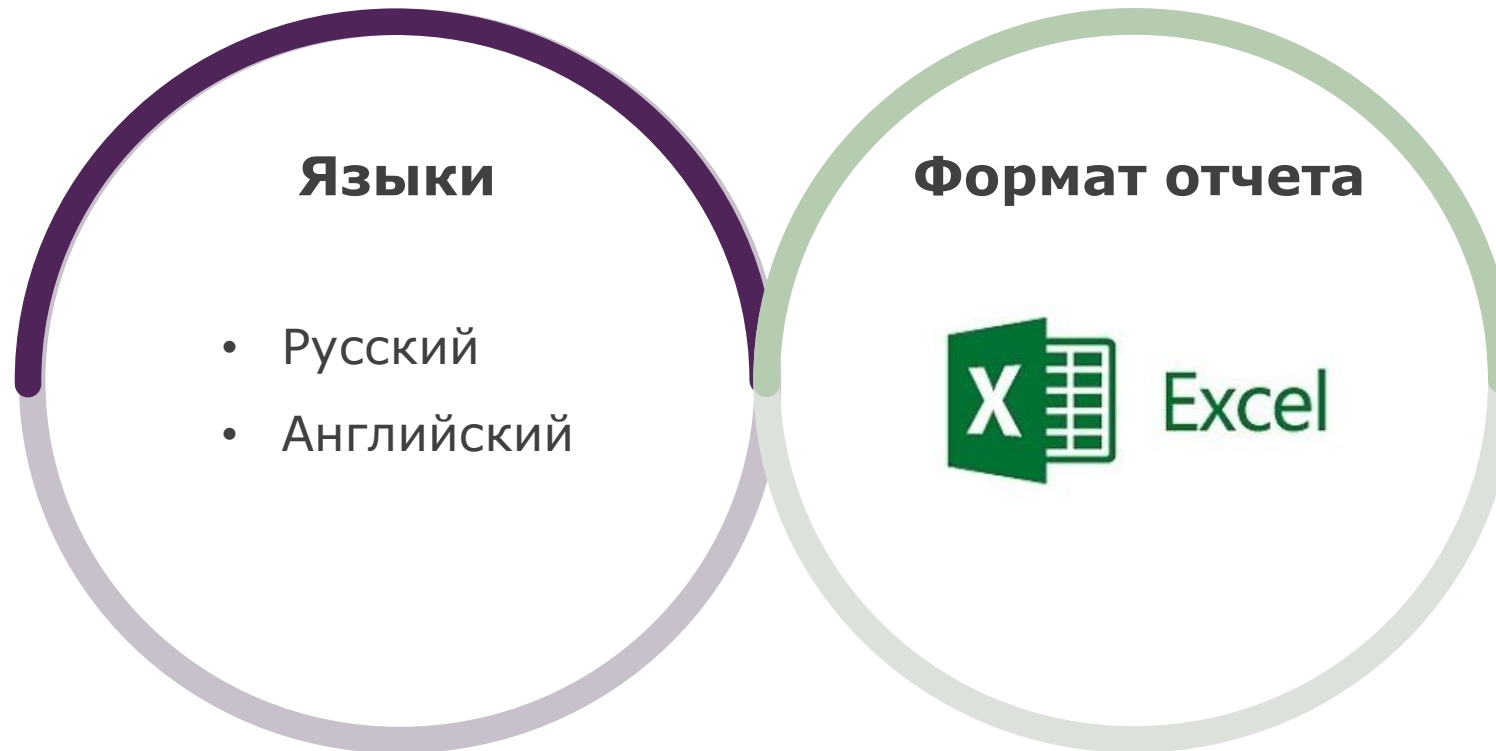 Языки
• Русский
• Английский
Формат отчета
X Excel